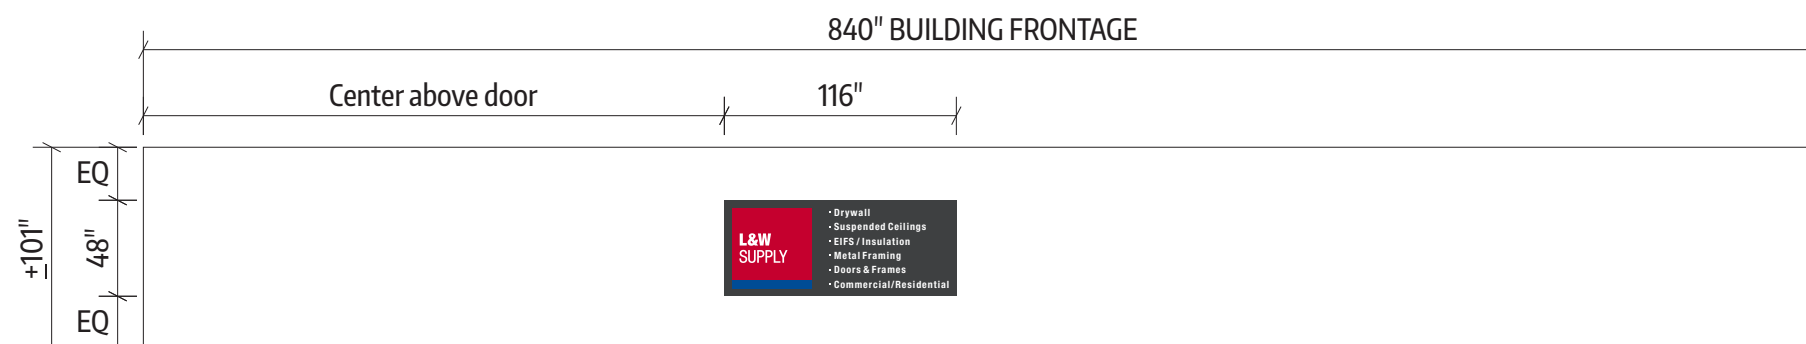 840" BUILDING FRONTAGE
Center above door
116"
EQ
±101"
48"
EQ
L&W
SUPPLY
• Drywall
• Suspended Ceilings
• EIFS / Insulation
• Metal Framing
• Doors & Frames
• Commercial/Residential